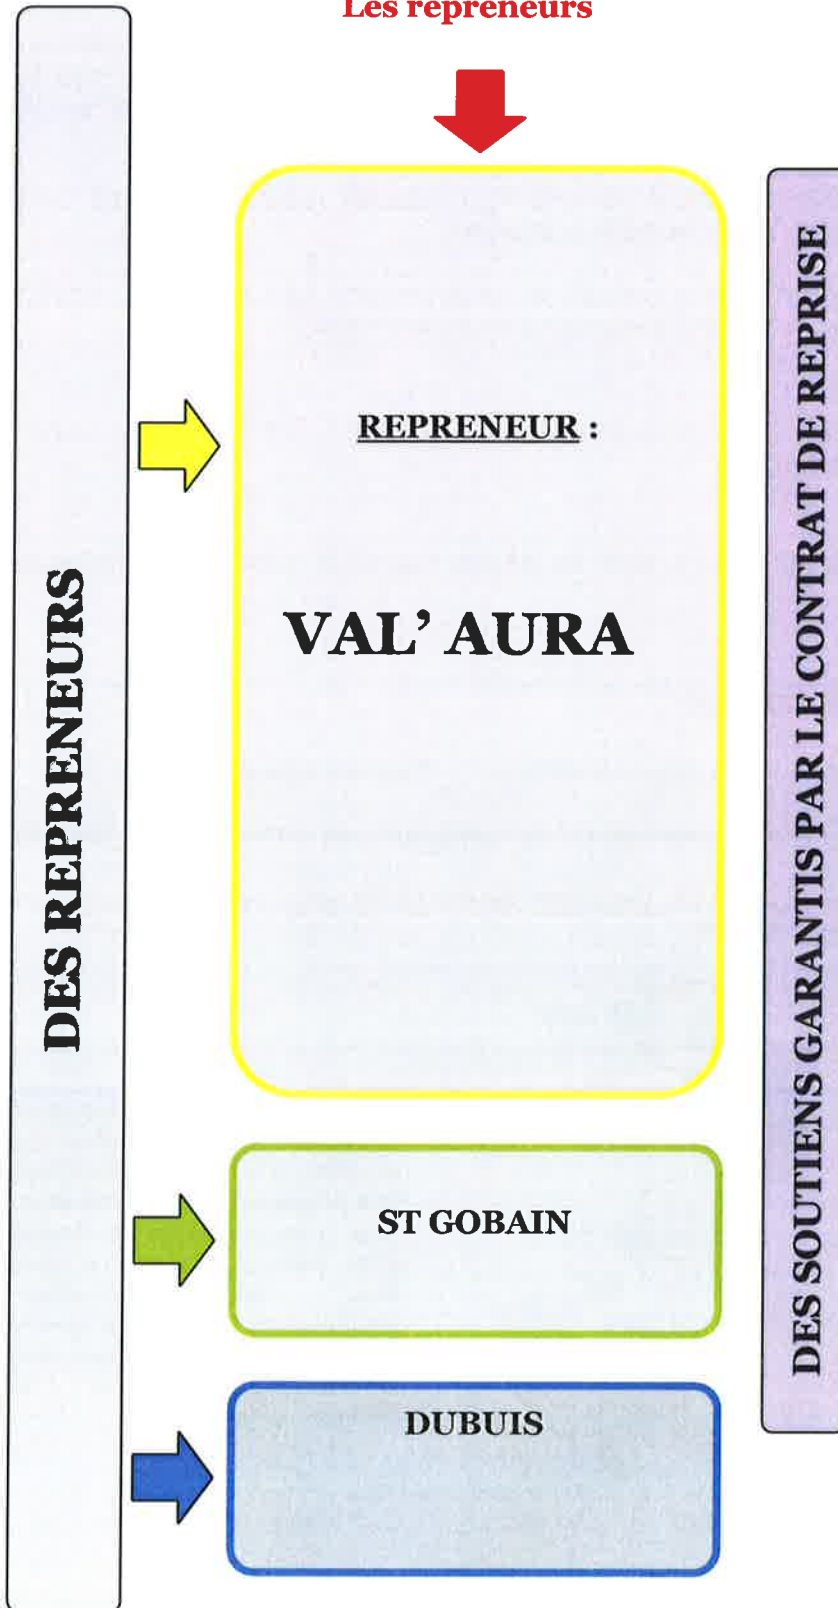 Les repreneurs
DES REPRENEURS
REPRENEUR :
VAL' AURA
ST GOBAIN
DUBUIS
DES SOUTIENS GARANTIS PAR LE CONTRAT DE REPRISE